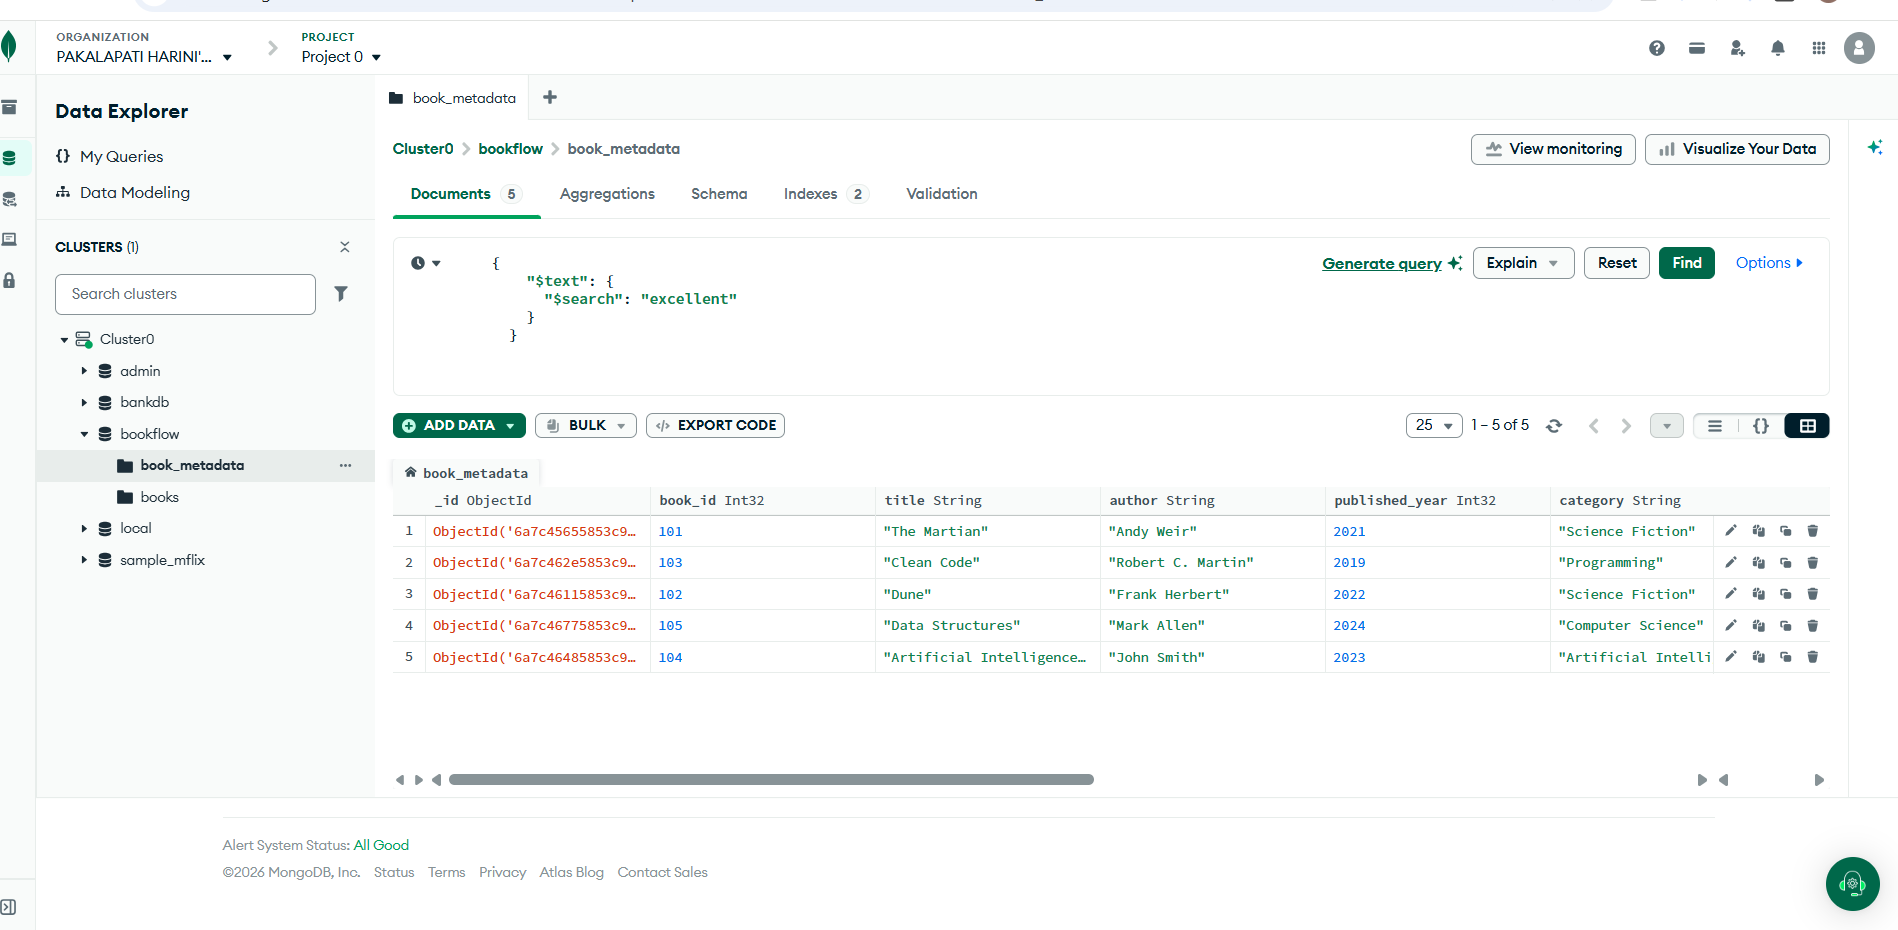 ORGANIZATION
PAKALAPATI HARINI'...
PROJECT
Project 0
Data Explorer
My Queries
Data Modeling
CLUSTERS (1)
Search clusters
Cluster0
admin
bankdb
bookflow
book_metadata
books
local
sample_mflix
book_metadata
Cluster0 > bookflow > book_metadata
View monitoring
Visualize Your Data
Documents 5 Aggregations Schema Indexes 2 Validation
{
"$text": {
"$search": "excellent"
}
}
Generate query Explain Reset Find Options
ADD DATA BULK EXPORT CODE
25 1 – 5 of 5 {}
book_metadata
_id ObjectId book_id Int32 title String author String published_year Int32 category String
1 ObjectId('6a7c45655853c9… 101 "The Martian" "Andy Weir" 2021 "Science Fiction"
2 ObjectId('6a7c462e5853c9… 103 "Clean Code" "Robert C. Martin" 2019 "Programming"
3 ObjectId('6a7c46115853c9… 102 "Dune" "Frank Herbert" 2022 "Science Fiction"
4 ObjectId('6a7c46775853c9… 105 "Data Structures" "Mark Allen" 2024 "Computer Science"
5 ObjectId('6a7c46485853c9… 104 "Artificial Intelligence… "John Smith" 2023 "Artificial Intelli
Alert System Status: All Good
©2026 MongoDB, Inc. Status Terms Privacy Atlas Blog Contact Sales